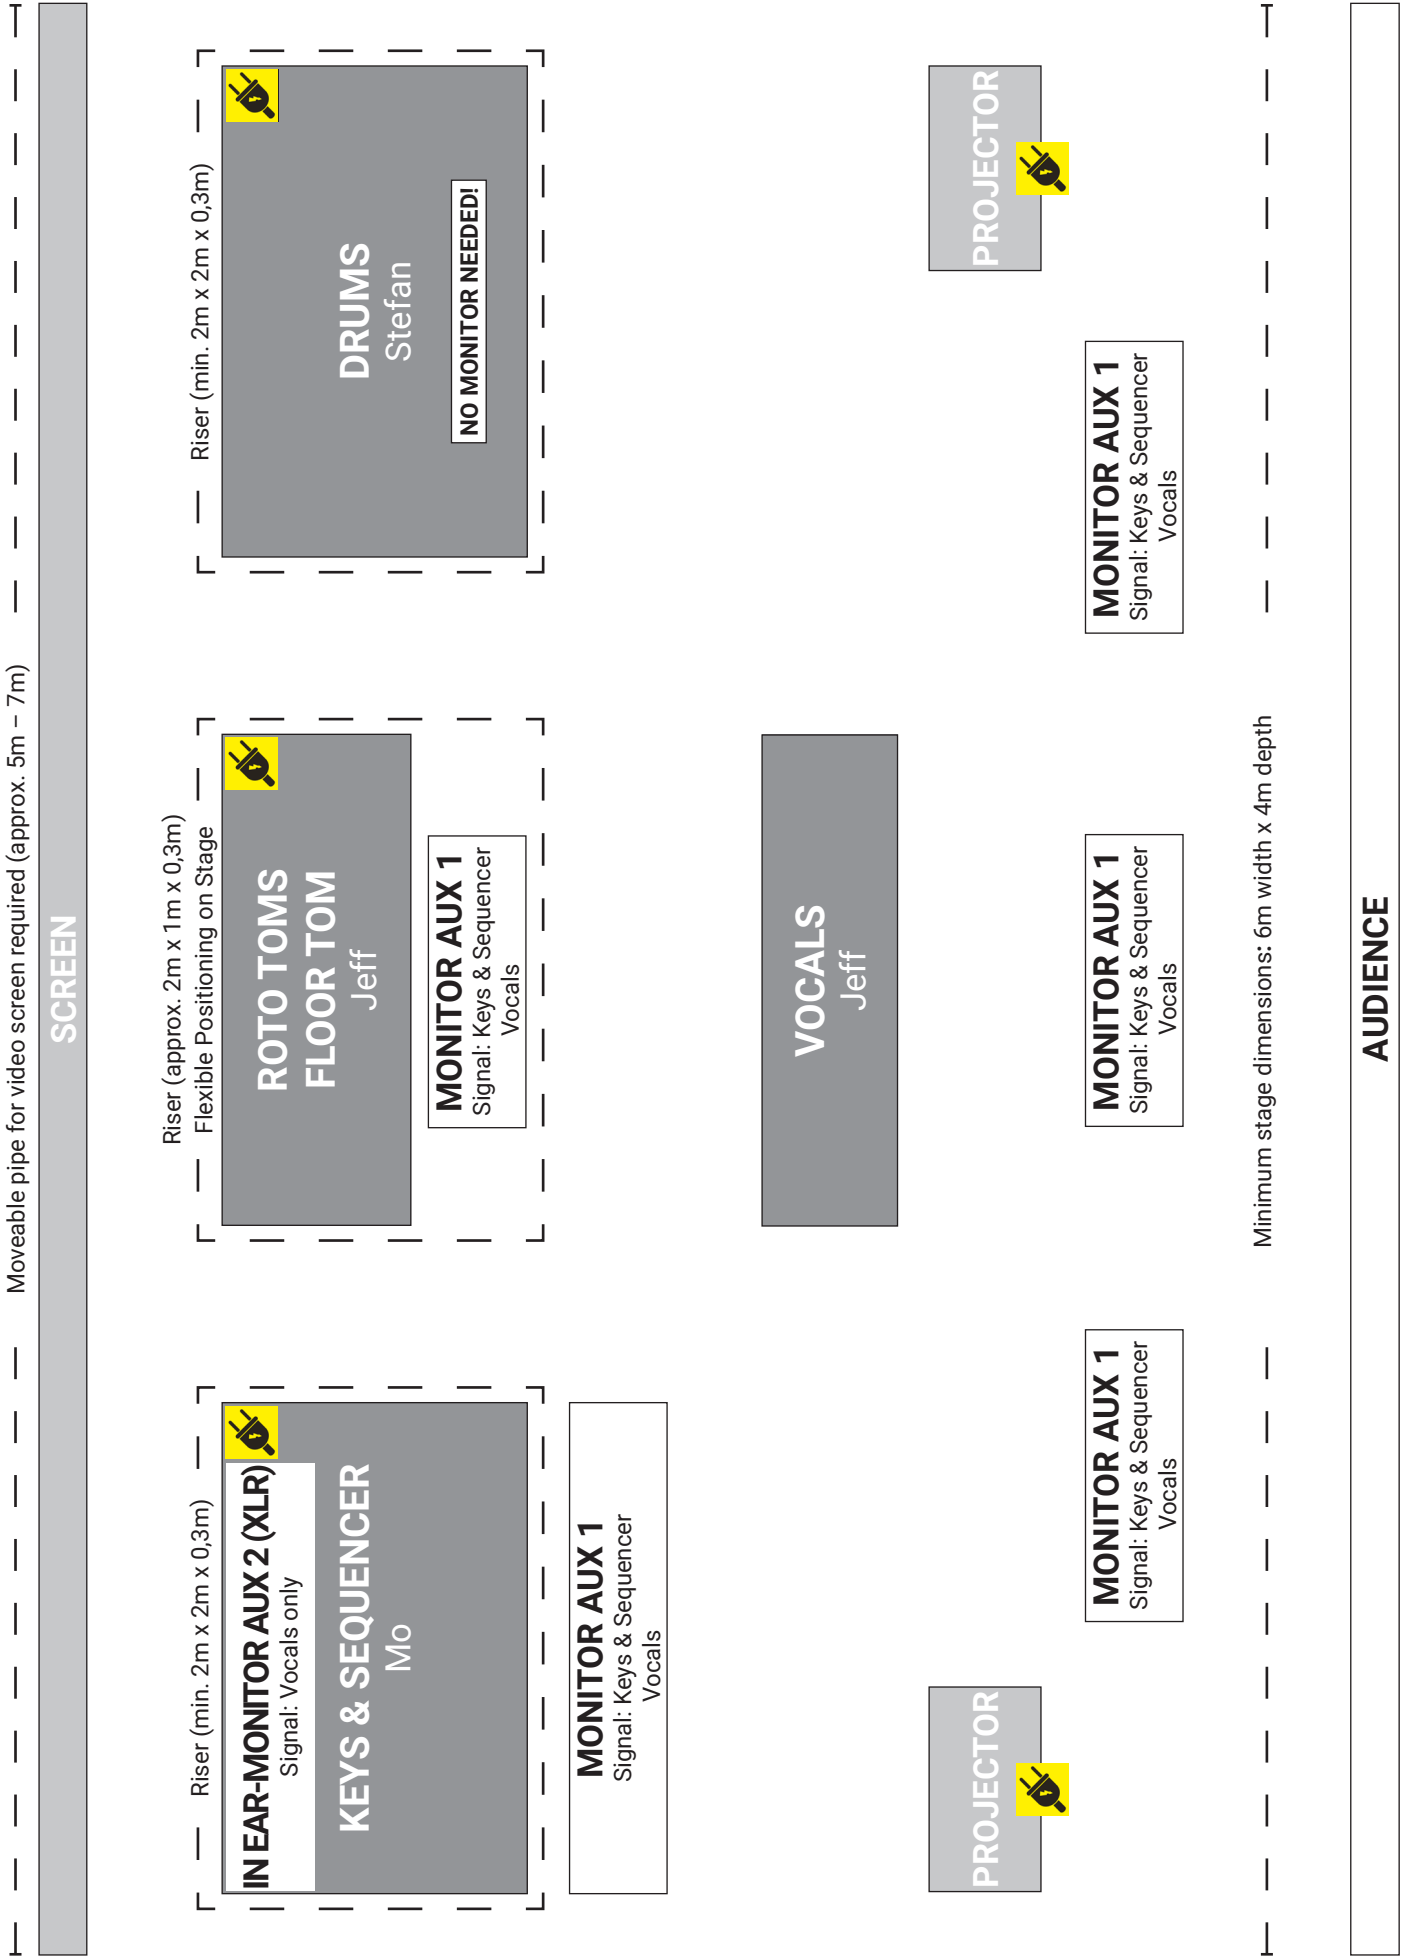 Moveable pipe for video screen required (approx. 5m – 7m)
SCREEN
Riser (min. 2m x 2m x 0,3m)
IN EAR-MONITOR AUX 2 (XLR)
Signal: Vocals only
KEYS & SEQUENCER
Mo
MONITOR AUX 1
Signal: Keys & Sequencer
Vocals
Riser (approx. 2m x 1m x 0,3m)
Flexible Positioning on Stage
ROTO TOMS
FLOOR TOM
Jeff
MONITOR AUX 1
Signal: Keys & Sequencer
Vocals
Riser (min. 2m x 2m x 0,3m)
DRUMS
Stefan
NO MONITOR NEEDED!
VOCALS
Jeff
PROJECTOR
PROJECTOR
MONITOR AUX 1
Signal: Keys & Sequencer
Vocals
MONITOR AUX 1
Signal: Keys & Sequencer
Vocals
MONITOR AUX 1
Signal: Keys & Sequencer
Vocals
Minimum stage dimensions: 6m width x 4m depth
AUDIENCE